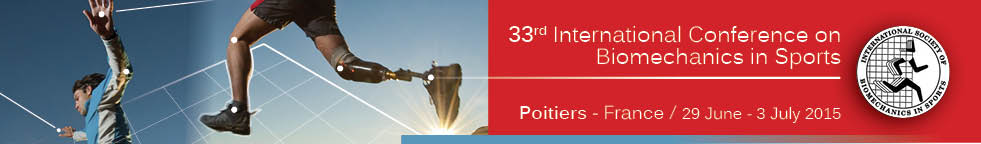 33rd International Conference on
Biomechanics in Sports
Poitiers - France / 29 June - 3 July 2015
INTERNATIONAL SOCIETY OF
BIOMECHANICS IN SPORTS